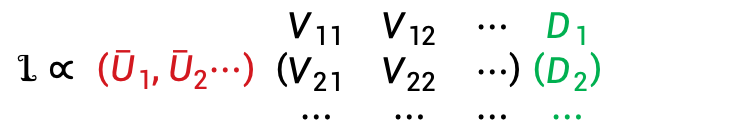 V₁₁ V₁₂ ⋯ D₁
𝔩 ∝ (Ū₁, Ū₂⋯) (V₂₁ V₂₂ ⋯) (D₂)
⋯ ⋯ ⋯ ⋯